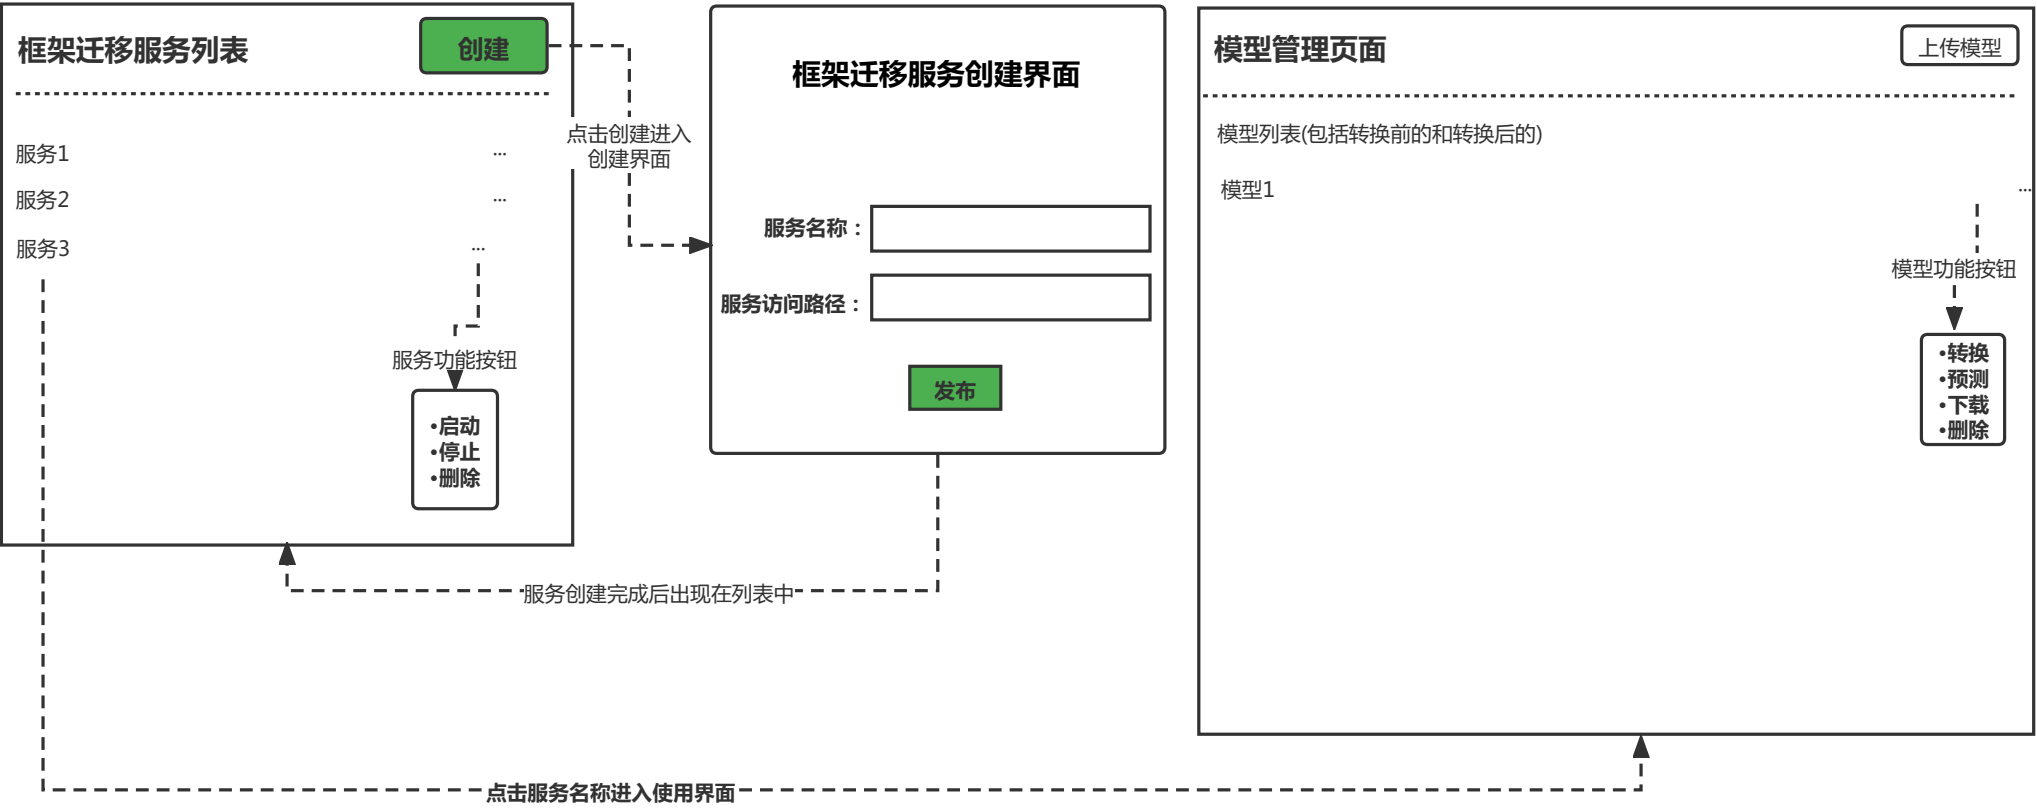 框架迁移服务列表
创建
服务1
...
服务2
...
服务3
...
服务功能按钮
•启动
•停止
•删除
点击创建进入
创建界面
框架迁移服务创建界面
服务名称：
服务访问路径：
发布
服务创建完成后出现在列表中
模型管理页面
上传模型
模型列表(包括转换前的和转换后的)
模型1
...
模型功能按钮
•转换
•预测
•下载
•删除
点击服务名称进入使用界面